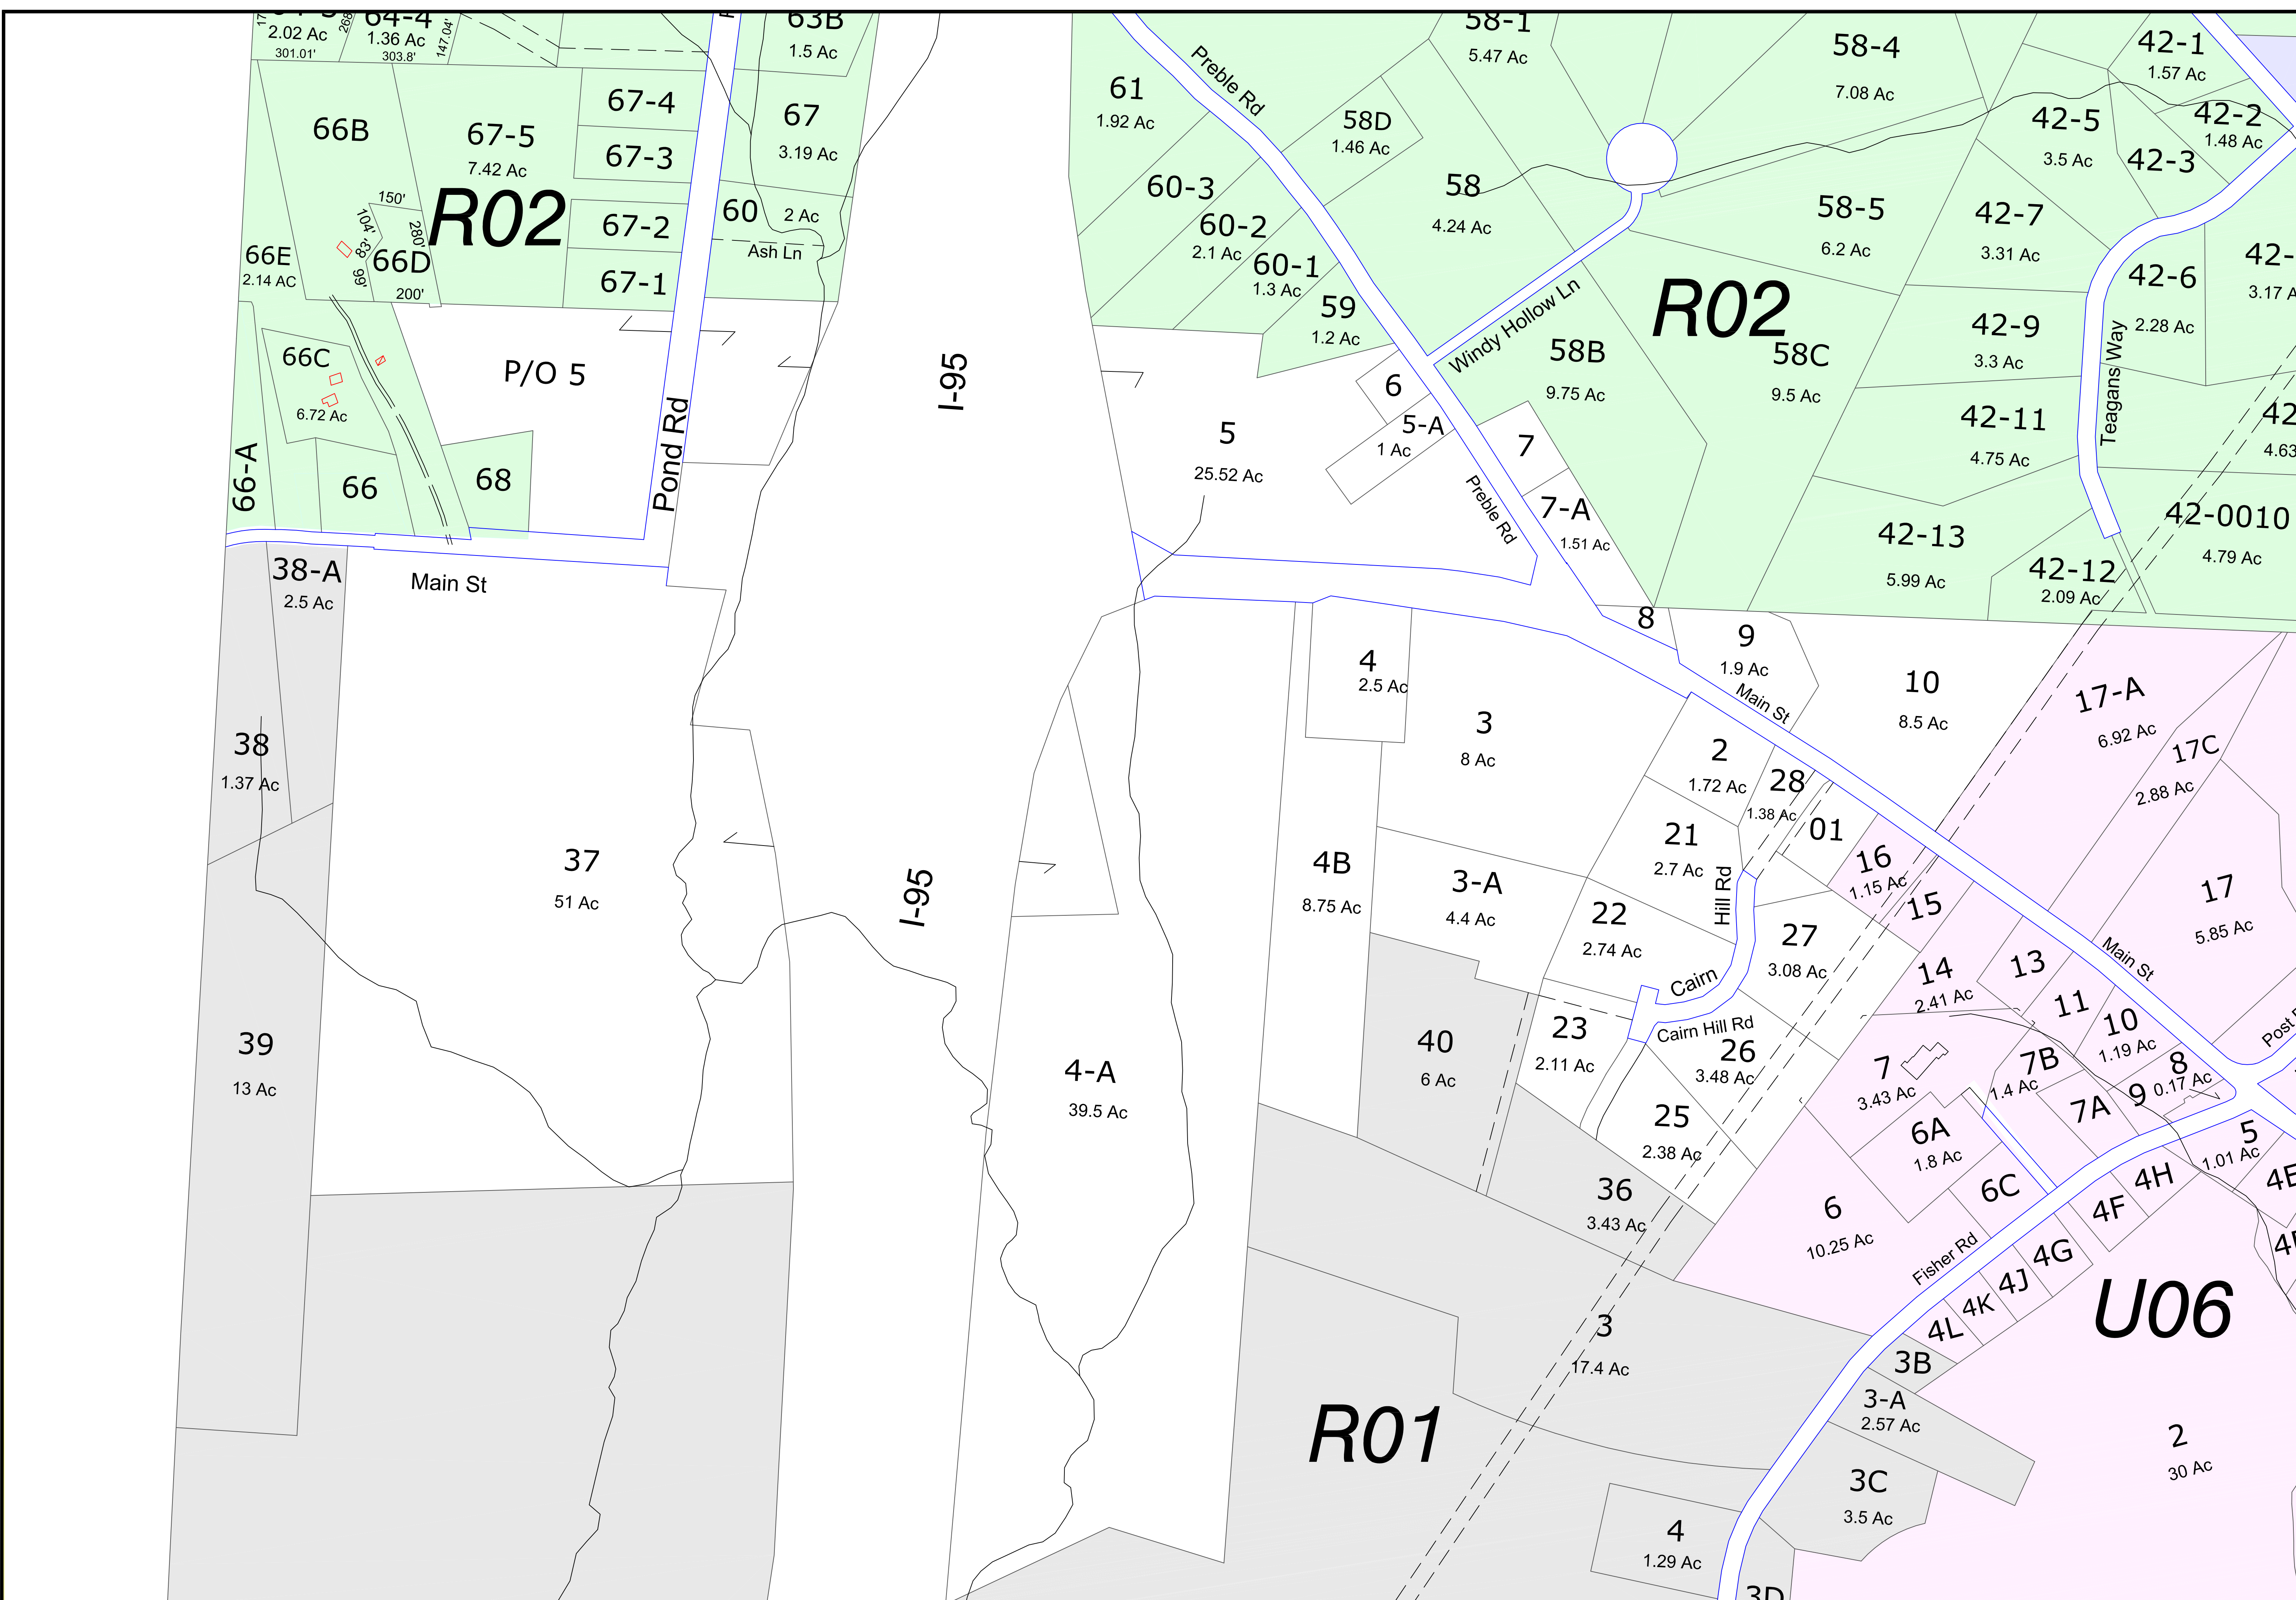 2.02 Ac
301.01'
64-4
1.36 Ac
303.8'
147.04'
63B
1.5 Ac
66B
67-5
7.42 Ac
67-4
67-3
67-2
67-1
67
3.19 Ac
60
2 Ac
Ash Ln
R02
150'
104'
83'
99'
280'
66D
200'
66E
2.14 AC
66C
6.72 Ac
66-A
66
68
P/O 5
Pond Rd
Main St
I-95
58-1
5.47 Ac
Preble Rd
61
1.92 Ac
60-3
60-2
2.1 Ac
60-1
1.3 Ac
59
1.2 Ac
58D
1.46 Ac
58
4.24 Ac
58-4
7.08 Ac
58-5
6.2 Ac
R02
Windy Hollow Ln
58B
9.75 Ac
58C
9.5 Ac
42-1
1.57 Ac
42-2
1.48 Ac
42-5
3.5 Ac
42-3
42-7
3.31 Ac
42-6
2.28 Ac
42-
3.17 A
42-9
3.3 Ac
Teagans Way
42-11
4.75 Ac
42
4.63
42-13
5.99 Ac
42-12
2.09 Ac
42-0010
4.79 Ac
5
25.52 Ac
6
5-A
1 Ac
7
Preble Rd
7-A
1.51 Ac
8
9
1.9 Ac
Main St
10
8.5 Ac
38-A
2.5 Ac
38
1.37 Ac
37
51 Ac
39
13 Ac
I-95
4-A
39.5 Ac
4
2.5 Ac
4B
8.75 Ac
3
8 Ac
3-A
4.4 Ac
2
1.72 Ac
28
1.38 Ac
01
21
2.7 Ac
Hill Rd
22
2.74 Ac
Cairn
27
3.08 Ac
23
2.11 Ac
Cairn Hill Rd
26
3.48 Ac
25
2.38 Ac
40
6 Ac
36
3.43 Ac
16
1.15 Ac
15
17-A
6.92 Ac
17C
2.88 Ac
17
5.85 Ac
14
2.41 Ac
13
Main St
11
10
1.19 Ac
Post
7
3.43 Ac
7B
1.4 Ac
7A
9
8
0.17 Ac
6A
1.8 Ac
6C
5
1.01 Ac
4H
4F
4E
6
10.25 Ac
Fisher Rd
4G
4J
4K
4L
U06
3B
3-A
2.57 Ac
2
30 Ac
3C
3.5 Ac
3
17.4 Ac
R01
4
1.29 Ac
3D